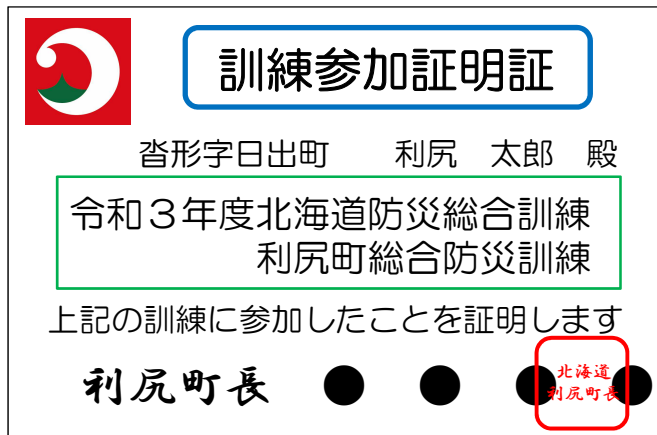 訓練参加証明証
沓形字日出町　利尻　太郎　殿
令和３年度北海道防災総合訓練
利尻町総合防災訓練
上記の訓練に参加したことを証明します
利尻町長　●　●　●　●
北海道
利尻町長